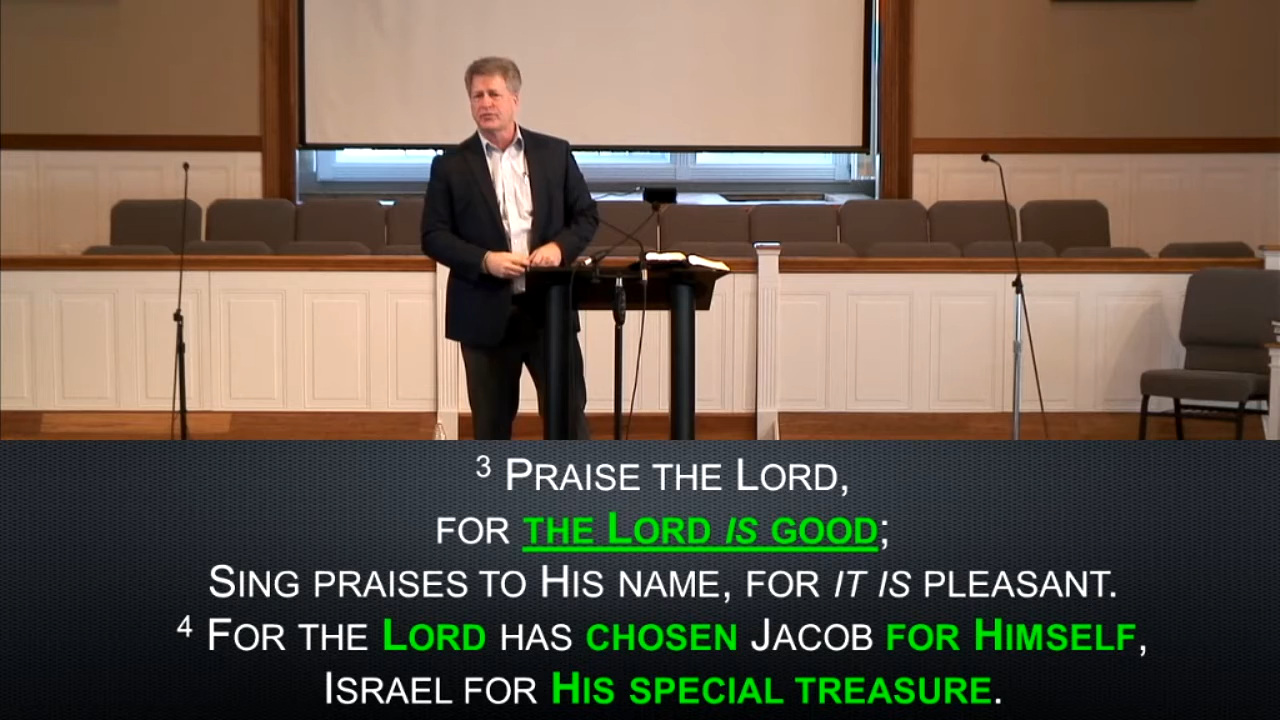 ³ Praise the Lord,
for the Lord is good;
Sing praises to His name, for it is pleasant.
⁴ For the Lord has chosen Jacob for Himself,
Israel for His special treasure.